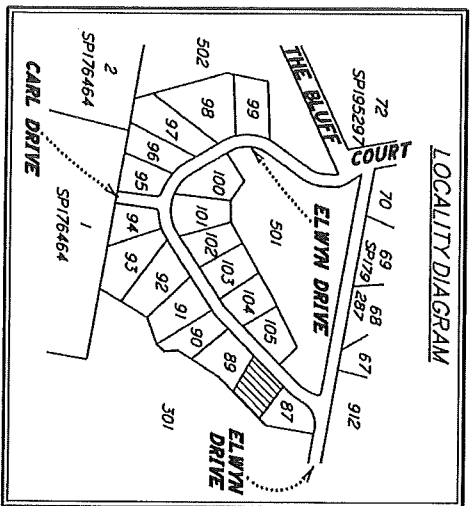 LOCALITY DIAGRAM
72
SP195297
THE BLUFF
COURT
70
69
68
SP179
287
67
912
502
99
98
97
96
95
100
101
102
103
104
105
501
ELWYN DRIVE
2
SP176464
CARL DRIVE
1
SP176464
94
93
92
91
90
89
87
301
ELWYN
DRIVE